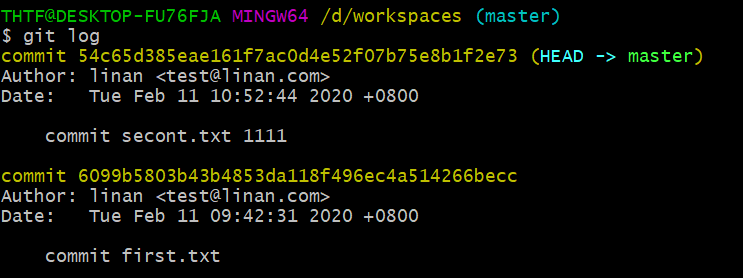 THTF@DESKTOP-FU76FJA MINGW64 /d/workspaces (master)
$ git log
commit 54c65d385eae161f7ac0d4e52f07b75e8b1f2e73 (HEAD -> master)
Author: linan <test@linan.com>
Date:   Tue Feb 11 10:52:44 2020 +0800
    commit secont.txt 1111
commit 6099b5803b43b4853da118f496ec4a514266becc
Author: linan <test@linan.com>
Date:   Tue Feb 11 09:42:31 2020 +0800
    commit first.txt